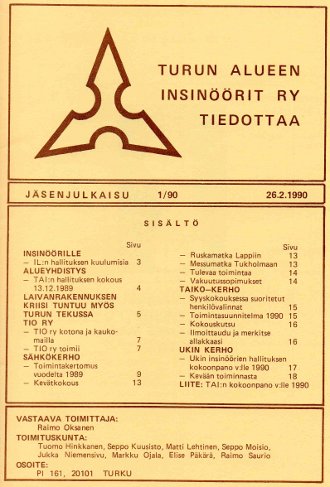 TURUN ALUEEN
INSINÖÖRIT RY
TIEDOTTAA
JÄSENJULKAISU 1/90 26.2.1990
SISÄLTÖ
Sivu
INSINÖÖRILLE
— IL:n hallituksen kuulumisia 3
ALUEYHDISTYS
— TAI:n hallituksen kokous
13.12.1989 4
LAIVANRAKENNUKSEN
KRIISI TUNTUU MYÖS
TURUN TEKUSSA 5
TIO RY
— TIO ry kotona ja kauko-
mailla 7
— TIO ry toimii 7
SÄHKÖKERHO
— Toimintakertomus
vuodelta 1989 9
— Kevätkokous 13
Sivu
— Ruskamatka Lappiin 13
— Messumatka Tukholmaan 13
— Tulevaa toimintaa 14
— Vakuutussopimukset 14
TAIKO-KERHO
— Syyskokouksessa suoritetut
henkilövalinnat 15
— Toimintasuunnitelma 1990 15
— Kokouskutsu 16
— Ilmoittaudu ja merkitse
allakkaasi 16
UKIN KERHO
— Ukin insinöörien hallituksen
kokoonpano v:lle 1990 17
— Kevään toiminnasta 18
LIITE: TAI:n kokoonpano v:lle 1990
VASTAAVA TOIMITTAJA:
Raimo Oksanen
TOIMITUSKUNTA:
Tuomo Hinkkanen, Seppo Kuusisto, Matti Lehtinen, Seppo Moisio,
Jukka Niemensivu, Markku Ojala, Elise Päkörä, Raimo Saurio
OSOITE:
Pl 161, 20101 TURKU